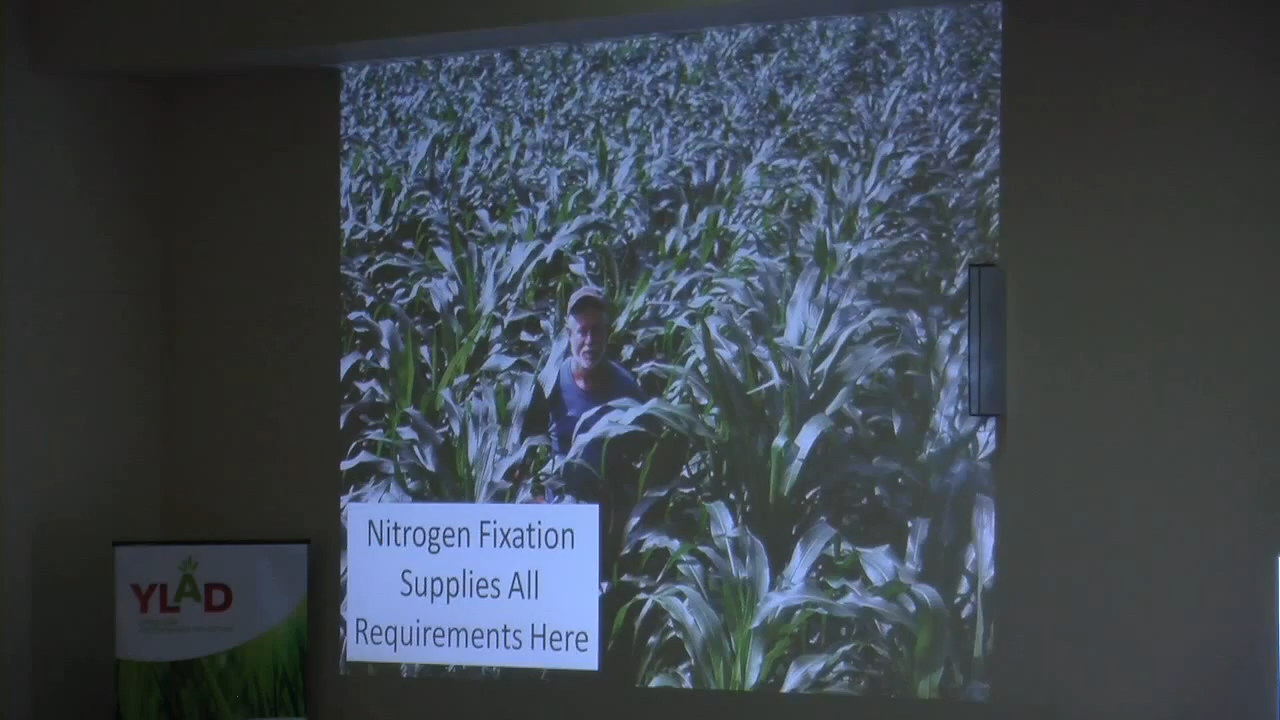 Nitrogen Fixation
Supplies All
Requirements Here
YLAD